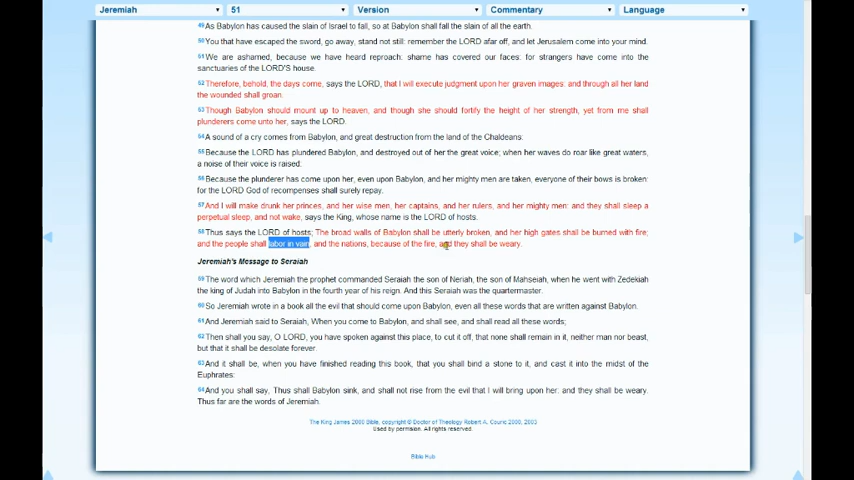 Jeremiah 51 Version Commentary Language
49 As Babylon has caused the slain of Israel to fall, so at Babylon shall fall the slain of all the earth.
50 You that have escaped the sword, go away, stand not still: remember the LORD afar off, and let Jerusalem come into your mind.
51 We are ashamed, because we have heard reproach: shame has covered our faces: for strangers have come into the
sanctuaries of the LORD'S house.
52 Therefore, behold, the days come, says the LORD, that I will execute judgment upon her graven images: and through all her land
the wounded shall groan.
53 Though Babylon should mount up to heaven, and though she should fortify the height of her strength, yet from me shall
plunderers come unto her, says the LORD.
54 A sound of a cry comes from Babylon, and great destruction from the land of the Chaldeans:
55 Because the LORD has plundered Babylon, and destroyed out of her the great voice; when her waves do roar like great waters,
a noise of their voice is raised:
56 Because the plunderer has come upon her, even upon Babylon, and her mighty men are taken, everyone of their bows is broken:
for the LORD God of recompenses shall surely repay.
57 And I will make drunk her princes, and her wise men, her captains, and her rulers, and her mighty men: and they shall sleep a
perpetual sleep, and not wake, says the King, whose name is the LORD of hosts.
58 Thus says the LORD of hosts; The broad walls of Babylon shall be utterly broken, and her high gates shall be burned with fire;
and the people shall labor in vain, and the nations, because of the fire, and they shall be weary.
Jeremiah's Message to Seraiah
59 The word which Jeremiah the prophet commanded Seraiah the son of Neriah, the son of Mahseiah, when he went with Zedekiah
the king of Judah into Babylon in the fourth year of his reign. And this Seraiah was the quartermaster.
60 So Jeremiah wrote in a book all the evil that should come upon Babylon, even all these words that are written against Babylon.
61 And Jeremiah said to Seraiah, When you come to Babylon, and shall see, and shall read all these words;
62 Then shall you say, O LORD, you have spoken against this place, to cut it off, that none shall remain in it, neither man nor beast,
but that it shall be desolate forever.
63 And it shall be, when you have finished reading this book, that you shall bind a stone to it, and cast it into the midst of the
Euphrates:
64 And you shall say, Thus shall Babylon sink, and shall not rise from the evil that I will bring upon her: and they shall be weary.
Thus far are the words of Jeremiah.
The King James 2000 Bible, copyright © Doctor of Theology Robert A. Couric 2000, 2003
Used by permission. All rights reserved.
Bible Hub